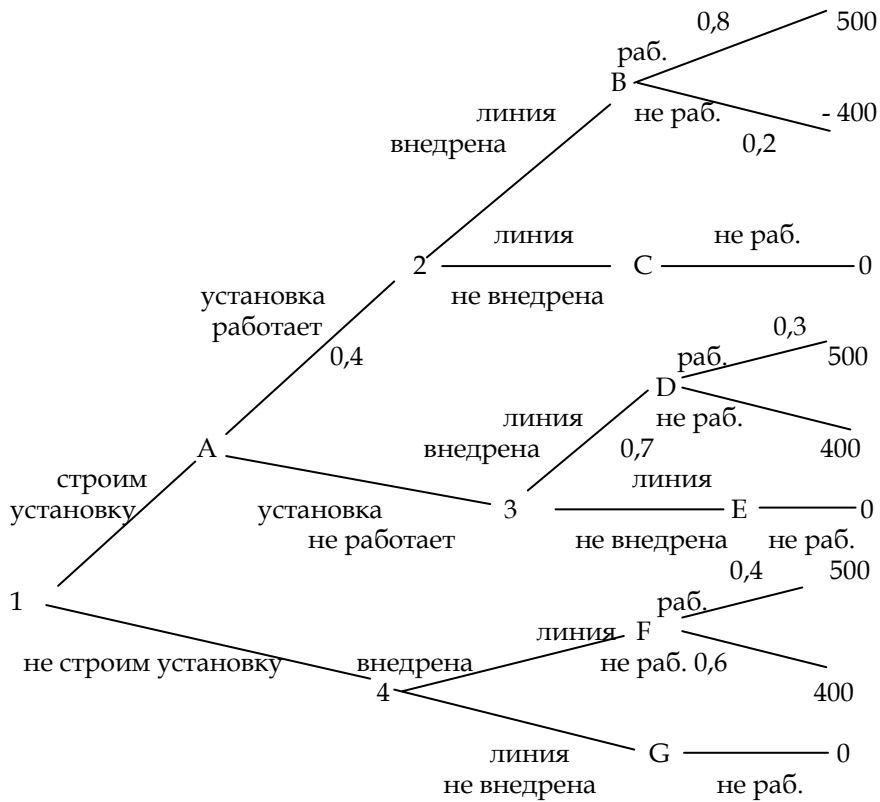 0,8
500
раб.
В
не раб.
- 400
0,2
линия
внедрена
2
линия
не внедрена
С
не раб.
0
установка
работает
0,4
0,3
500
раб.
D
не раб.
400
линия
внедрена
0,7
A
строим
установку
установка
не работает
3
линия
не внедрена
E
не раб.
0
1
0,4
500
раб.
линия
F
не раб. 0,6
400
не строим установку
внедрена
4
линия
не внедрена
G
не раб.
0